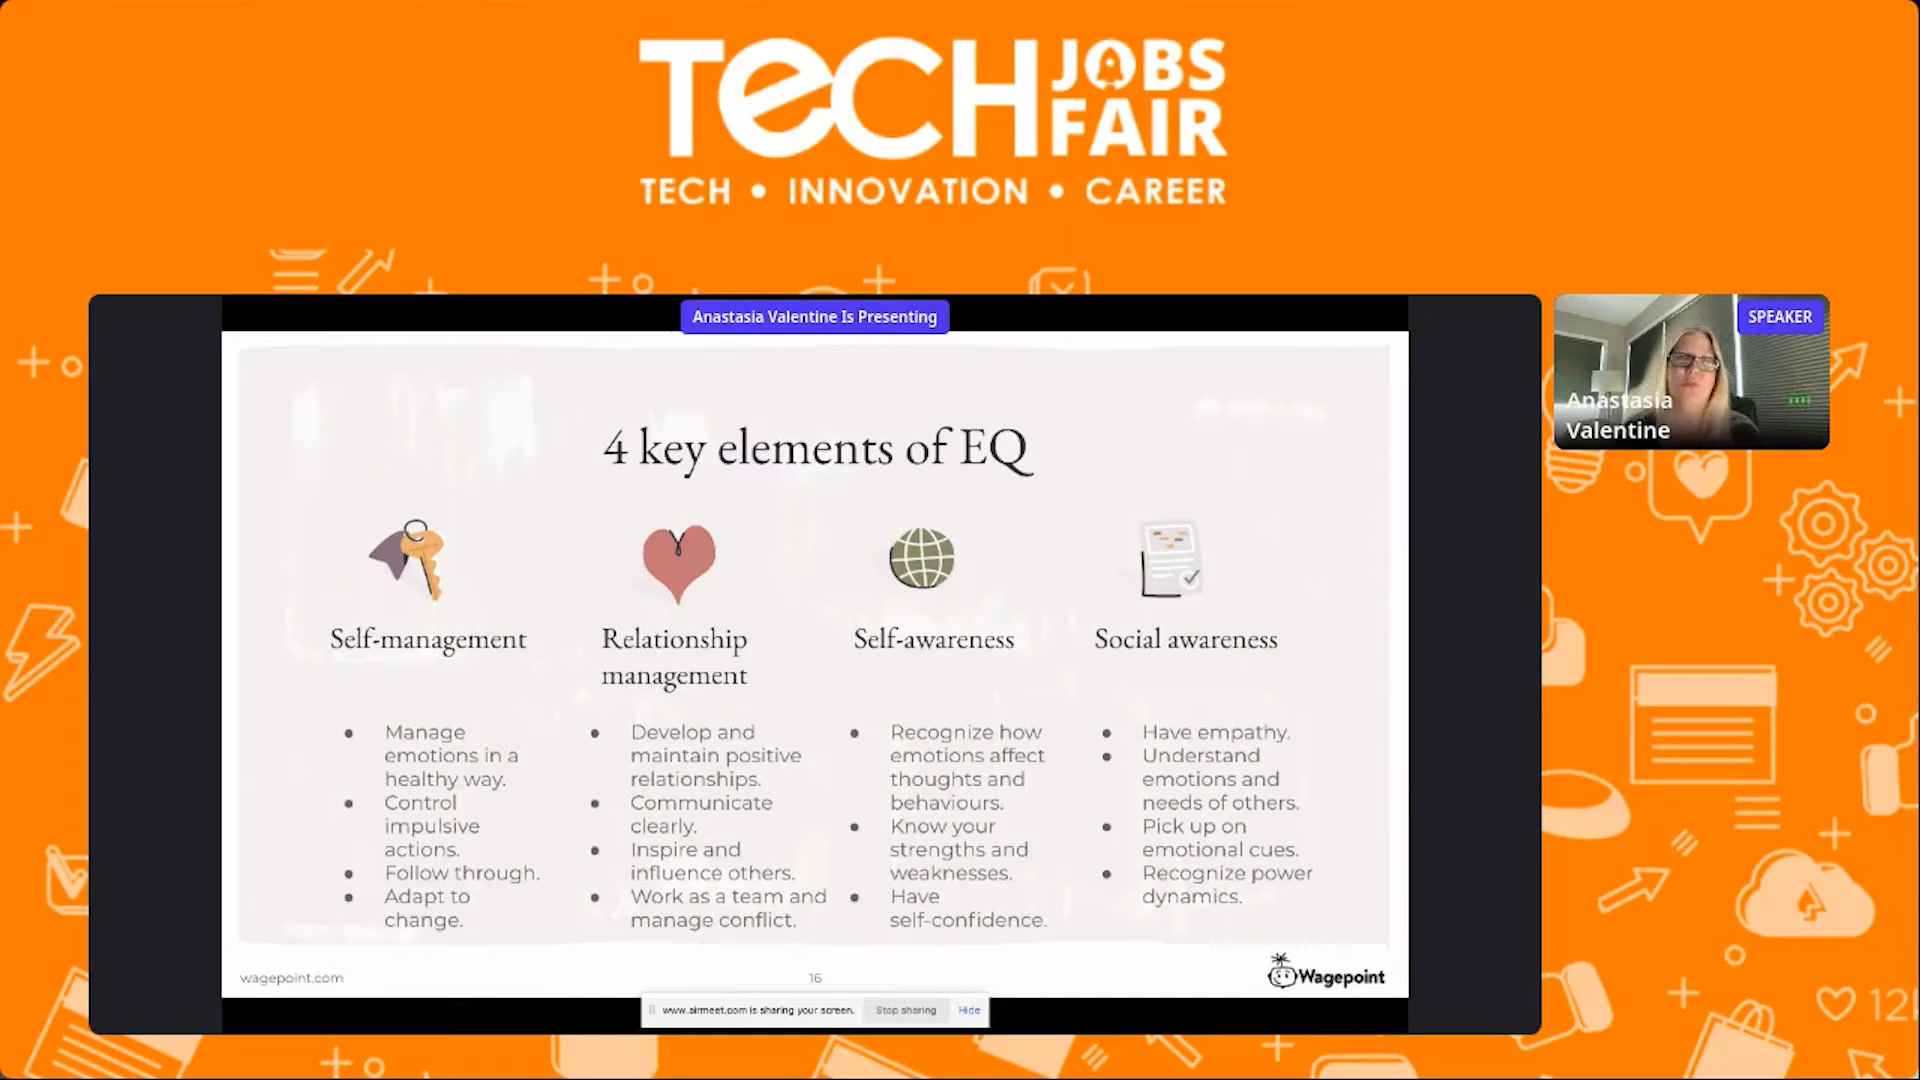 TECH JOBS FAIR
TECH • INNOVATION • CAREER
Anastasia Valentine Is Presenting
SPEAKER
Anastasia
Valentine
4 key elements of EQ
Self-management
Relationship
management
Self-awareness
Social awareness
• Manage
emotions in a
healthy way.
• Control
impulsive
actions.
• Follow through.
• Adapt to
change.
• Develop and
maintain positive
relationships.
• Communicate
clearly.
• Inspire and
influence others.
• Work as a team and
manage conflict.
• Recognize how
emotions affect
thoughts and
behaviours.
• Know your
strengths and
weaknesses.
• Have
self-confidence.
• Have empathy.
• Understand
emotions and
needs of others.
• Pick up on
emotional cues.
• Recognize power
dynamics.
wagepoint.com
16
Wagepoint
www.airmeet.com is sharing your screen.
Stop sharing
Hide